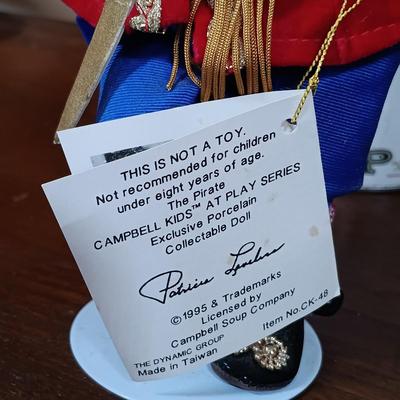 THIS IS NOT A TOY.
Not recommended for children
under eight years of age.
The Pirate
CAMPBELL KIDS™ AT PLAY SERIES
Exclusive Porcelain
Collectable Doll
Patricia Loveless
©1995 & Trademarks
Licensed by
Campbell Soup Company
THE DYNAMIC GROUP Item No. CK-48
Made in Taiwan
P